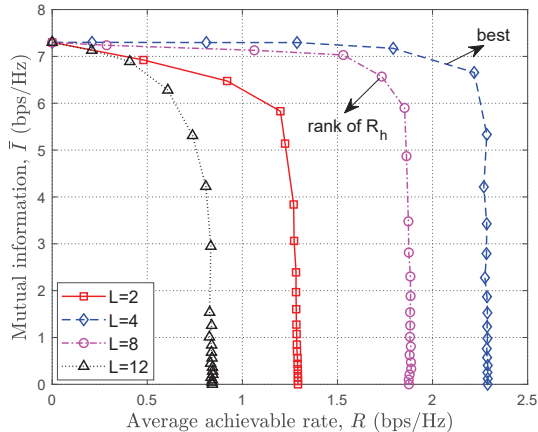 8
7
6
5
4
3
2
1
0
Mutual information, Ī (bps/Hz)
best
rank of R_h
L=2
L=4
L=8
L=12
0 0.5 1 1.5 2 2.5
Average achievable rate, R (bps/Hz)